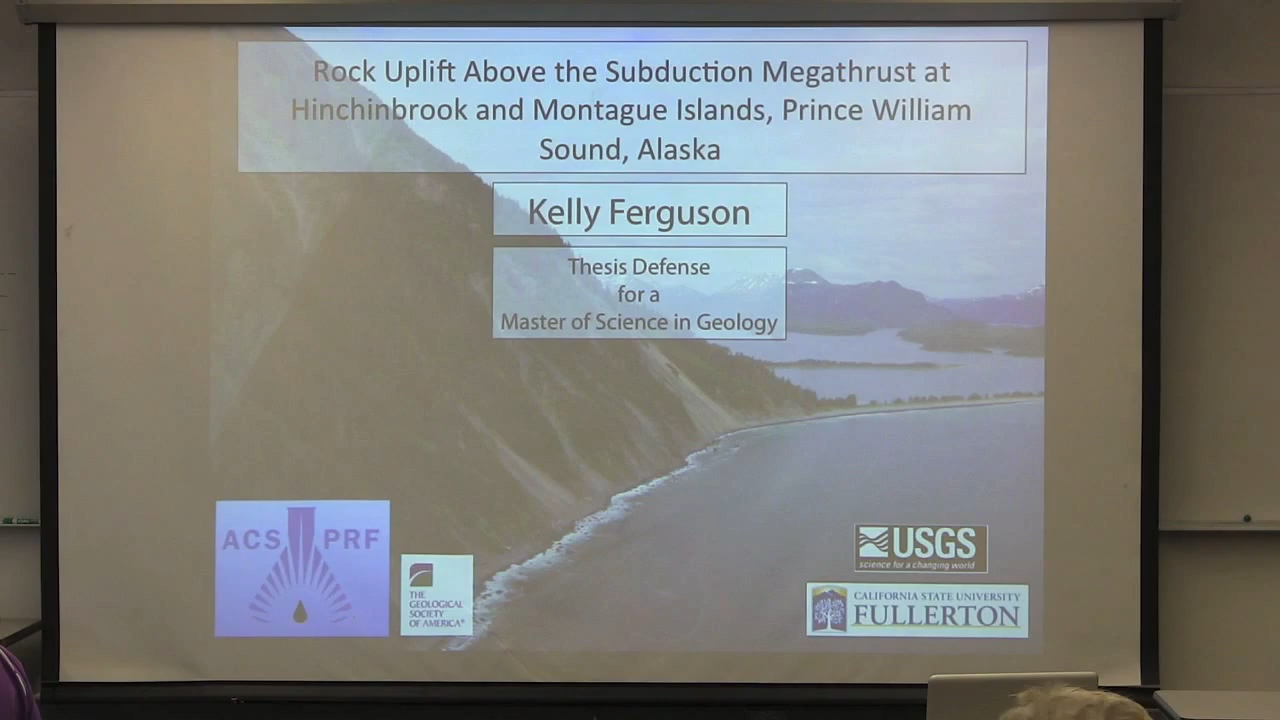 Rock Uplift Above the Subduction Megathrust at
Hinchinbrook and Montague Islands, Prince William
Sound, Alaska
Kelly Ferguson
Thesis Defense
for a
Master of Science in Geology
ACS PRF
THE
GEOLOGICAL
SOCIETY
OF AMERICA®
USGS
science for a changing world
CALIFORNIA STATE UNIVERSITY
FULLERTON